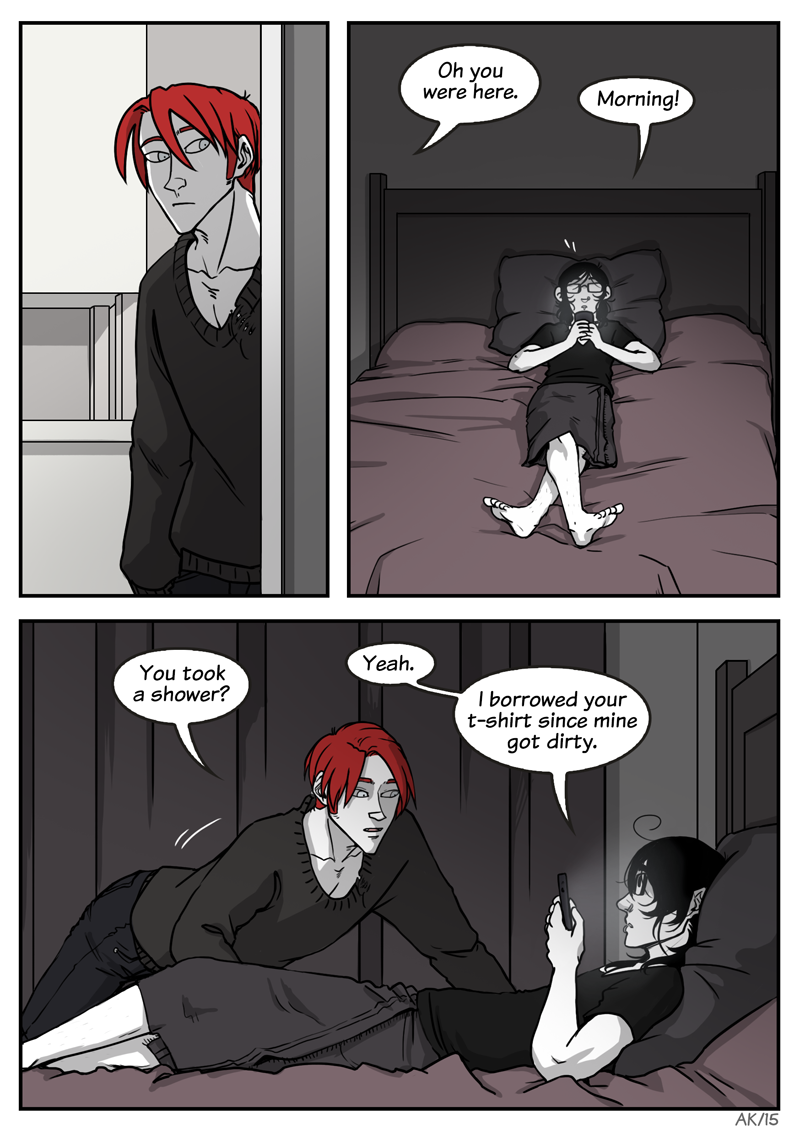 Oh you
were here.
Morning!
You took
a shower?
Yeah.
I borrowed your
t-shirt since mine
got dirty.
AK/15